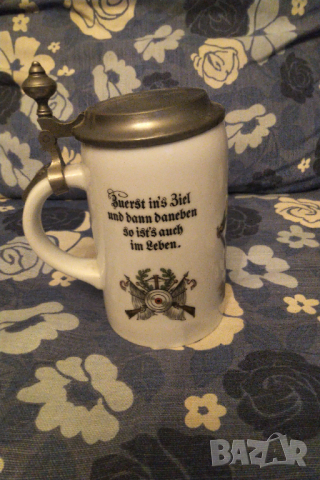 Zuerst in's Ziel
und dann daneben
so ist's auch
im Leben.
BAZAR